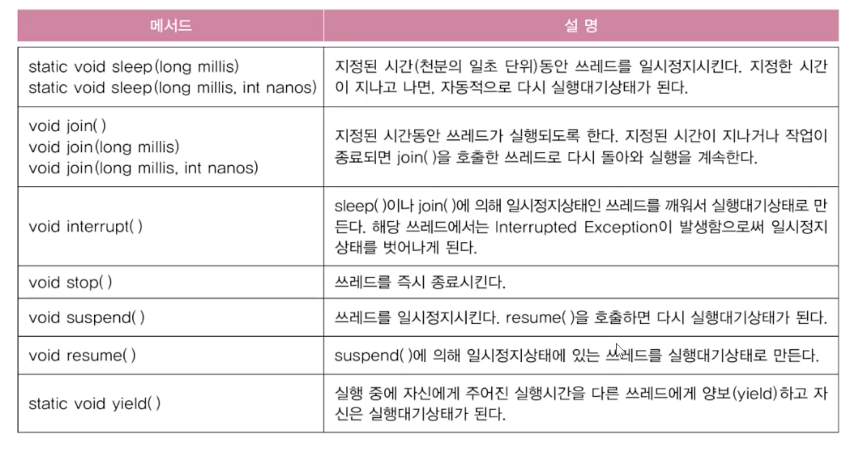 메서드
설 명
static void sleep(long millis)
static void sleep(long millis, int nanos)
지정된 시간(천분의 일초 단위)동안 쓰레드를 일시정지시킨다. 지정한 시간
이 지나고 나면, 자동적으로 다시 실행대기상태가 된다.
void join( )
void join(long millis)
void join(long millis, int nanos)
지정된 시간동안 쓰레드가 실행되도록 한다. 지정된 시간이 지나거나 작업이
종료되면 join( )을 호출한 쓰레드로 다시 돌아와 실행을 계속한다.
void interrupt( )
sleep( )이나 join( )에 의해 일시정지상태인 쓰레드를 깨워서 실행대기상태로 만
든다. 해당 쓰레드에서는 Interrupted Exception이 발생함으로써 일시정지
상태를 벗어나게 된다.
void stop( )
쓰레드를 즉시 종료시킨다.
void suspend( )
쓰레드를 일시정지시킨다. resume( )을 호출하면 다시 실행대기상태가 된다.
void resume( )
suspend( )에 의해 일시정지상태에 있는 쓰레드를 실행대기상태로 만든다.
static void yield( )
실행 중에 자신에게 주어진 실행시간을 다른 쓰레드에게 양보(yield)하고 자
신은 실행대기상태가 된다.